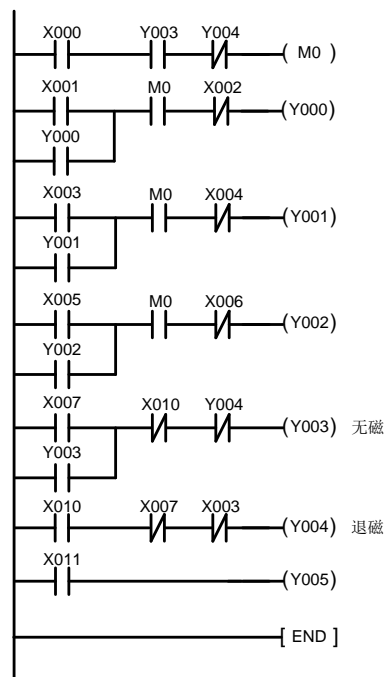 X000 Y003 Y004
( M0 )
X001 M0 X002
(Y000)
Y000
X003 M0 X004
(Y001)
Y001
X005 M0 X006
(Y002)
Y002
X007 X010 Y004
(Y003) 无磁
Y003
X010 X007 X003
(Y004) 退磁
X011
(Y005)
[ END ]